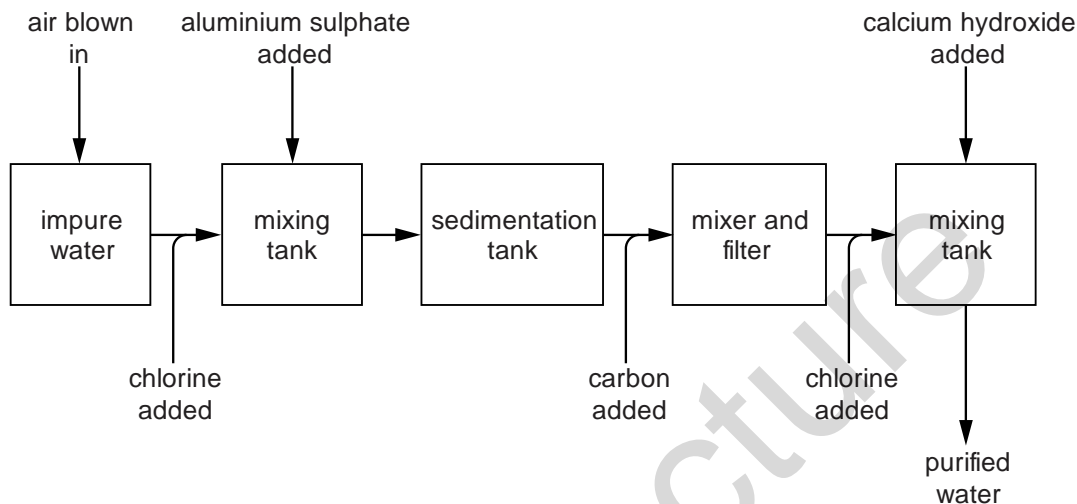 air blown
in
aluminium sulphate
added
calcium hydroxide
added
impure
water
mixing
tank
sedimentation
tank
mixer and
filter
mixing
tank
chlorine
added
carbon
added
chlorine
added
purified
water
cture